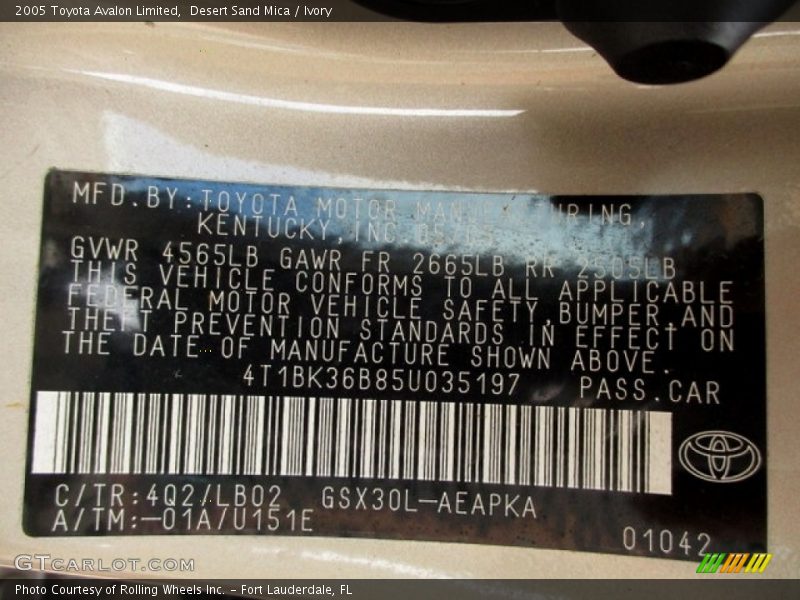 2005 Toyota Avalon Limited, Desert Sand Mica / Ivory
MFD.BY:TOYOTA MOTOR MANUFACTURING,
KENTUCKY,INC 05/05
GVWR 4565LB GAWR FR 2665LB RR 2505LB
THIS VEHICLE CONFORMS TO ALL APPLICABLE
FEDERAL MOTOR VEHICLE SAFETY,BUMPER,AND
THEFT PREVENTION STANDARDS IN EFFECT ON
THE DATE OF MANUFACTURE SHOWN ABOVE.
4T1BK36B85U035197 PASS.CAR
C/TR:4Q2/LB02 GSX30L-AEAPKA
A/TM:-01A/U151E
01042
GTCARLOT.COM
Photo Courtesy of Rolling Wheels Inc. - Fort Lauderdale, FL